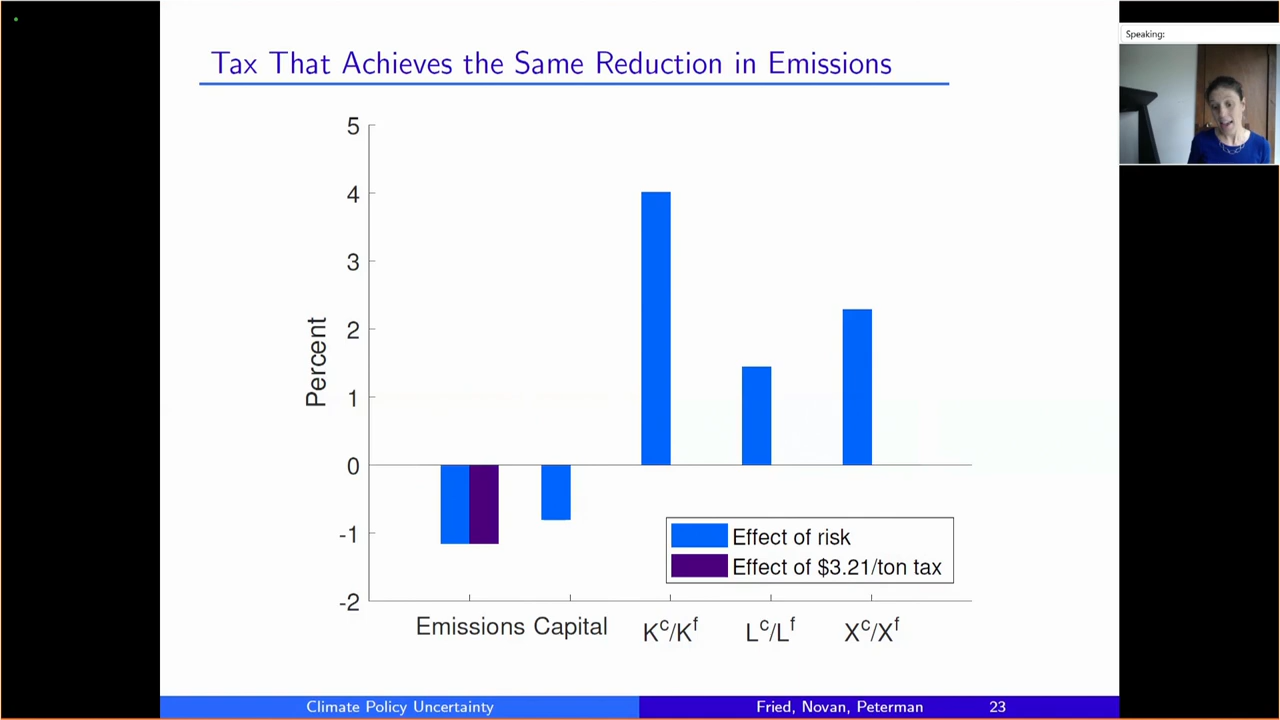 Tax That Achieves the Same Reduction in Emissions
Speaking:
5
4
3
2
1
0
-1
-2
Percent
Effect of risk
Effect of $3.21/ton tax
Emissions Capital K^c/K^f L^c/L^f X^c/X^f
Climate Policy Uncertainty Fried, Novan, Peterman 23